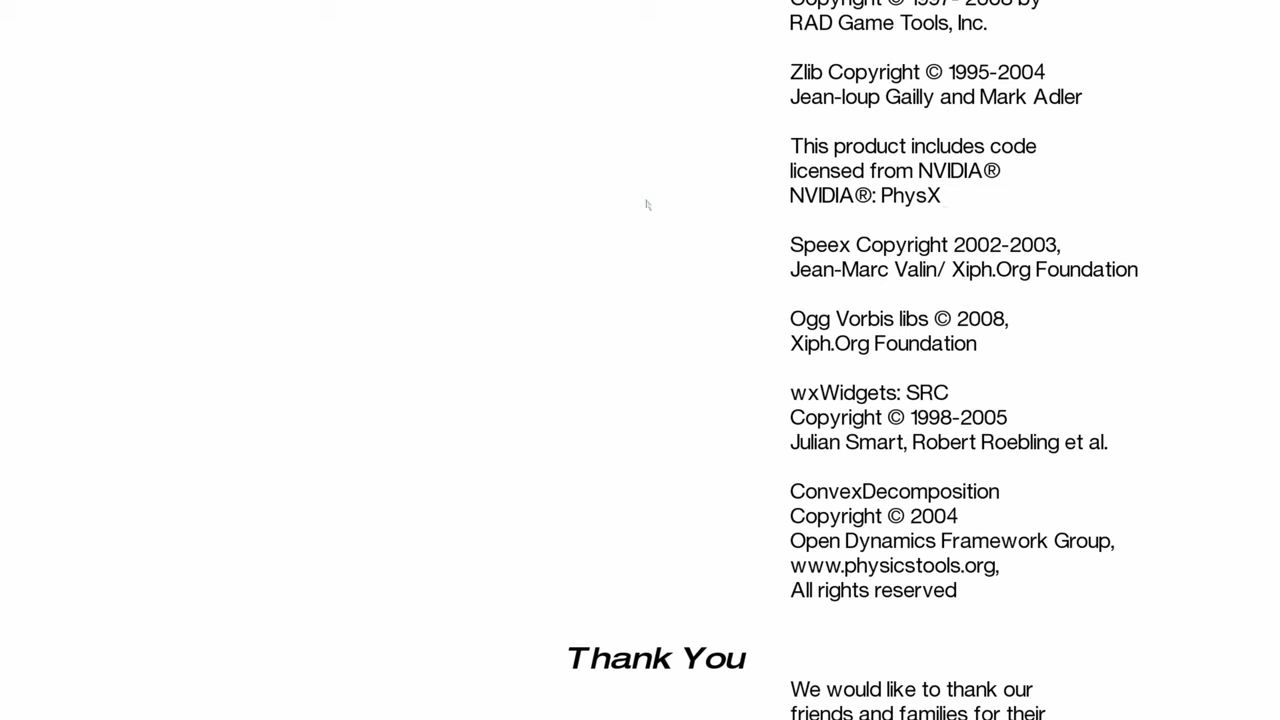 Copyright © 1997- 2008 by
RAD Game Tools, Inc.
Zlib Copyright © 1995-2004
Jean-loup Gailly and Mark Adler
This product includes code
licensed from NVIDIA®
NVIDIA®: PhysX
Speex Copyright 2002-2003,
Jean-Marc Valin/ Xiph.Org Foundation
Ogg Vorbis libs © 2008,
Xiph.Org Foundation
wxWidgets: SRC
Copyright © 1998-2005
Julian Smart, Robert Roebling et al.
ConvexDecomposition
Copyright © 2004
Open Dynamics Framework Group,
www.physicstools.org,
All rights reserved
Thank You
We would like to thank our
friends and families for their